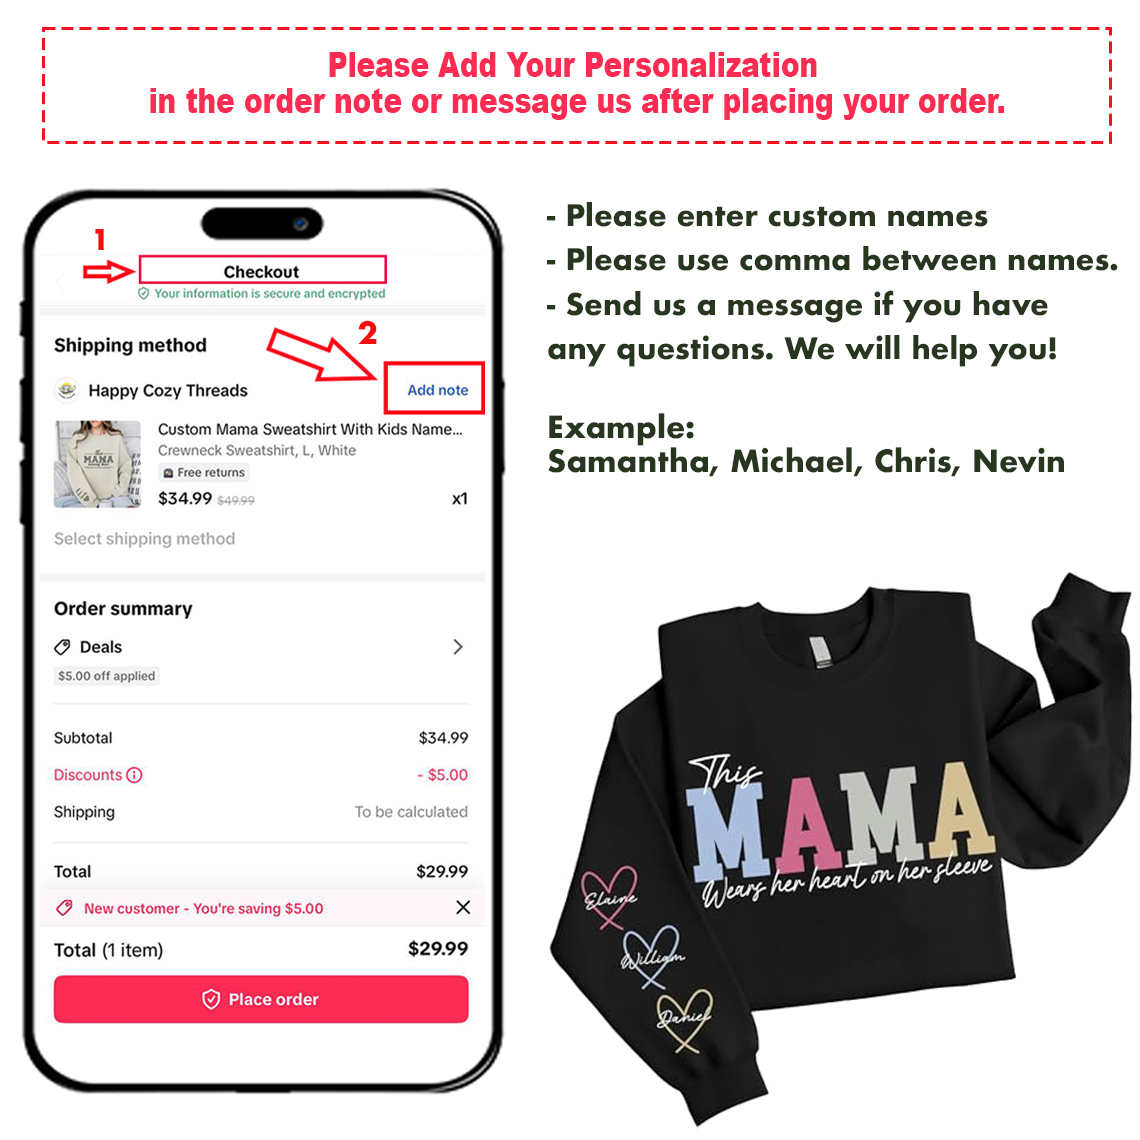 Please Add Your Personalization
in the order note or message us after placing your order.
1
Checkout
Your information is secure and encrypted
2
Shipping method
Happy Cozy Threads
Add note
Custom Mama Sweatshirt With Kids Name...
Crewneck Sweatshirt, L, White
Free returns
$34.99 $49.99
x1
Select shipping method
Order summary
Deals
$5.00 off applied
Subtotal
$34.99
Discounts
- $5.00
Shipping
To be calculated
Total
$29.99
New customer - You're saving $5.00
Total (1 item)
$29.99
Place order
- Please enter custom names
- Please use comma between names.
- Send us a message if you have
any questions. We will help you!
Example:
Samantha, Michael, Chris, Nevin
This
MAMA
Wears her heart on her sleeve
Elaine
William
Daniel
MAMA